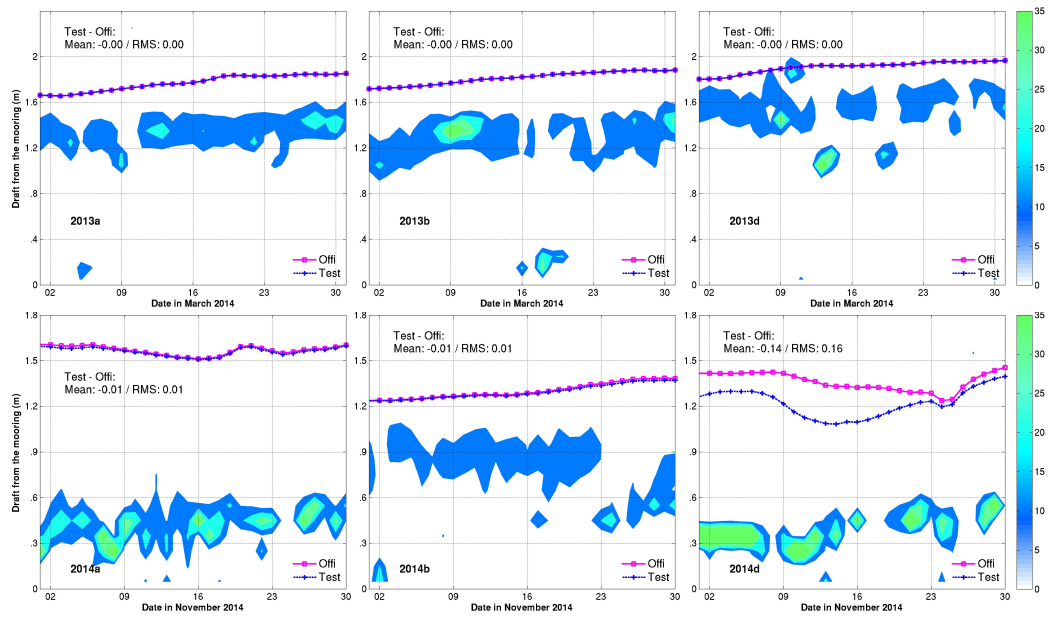 Test - Offi:
Mean: -0.00 / RMS: 0.00
Test - Offi:
Mean: -0.00 / RMS: 0.00
Test - Offi:
Mean: -0.00 / RMS: 0.00
Draft from the mooring (m)
2
1.6
1.2
.8
.4
0
2013a
Offi
Test
02 09 16 23 30
Date in March 2014
2
1.6
1.2
.8
.4
0
2013b
Offi
Test
02 09 16 23 30
Date in March 2014
2
1.6
1.2
.8
.4
0
2013d
Offi
Test
02 09 16 23 30
Date in March 2014
35
30
25
20
15
10
5
0
Draft from the mooring (m)
1.8
1.5
1.2
.9
.6
.3
0
Test - Offi:
Mean: -0.01 / RMS: 0.01
2014a
Offi
Test
02 09 16 23 30
Date in November 2014
1.8
1.5
1.2
.9
.6
.3
0
Test - Offi:
Mean: -0.01 / RMS: 0.01
2014b
Offi
Test
02 09 16 23 30
Date in November 2014
1.8
1.5
1.2
.9
.6
.3
0
Test - Offi:
Mean: -0.14 / RMS: 0.16
2014d
Offi
Test
02 09 16 23 30
Date in November 2014
35
30
25
20
15
10
5
0